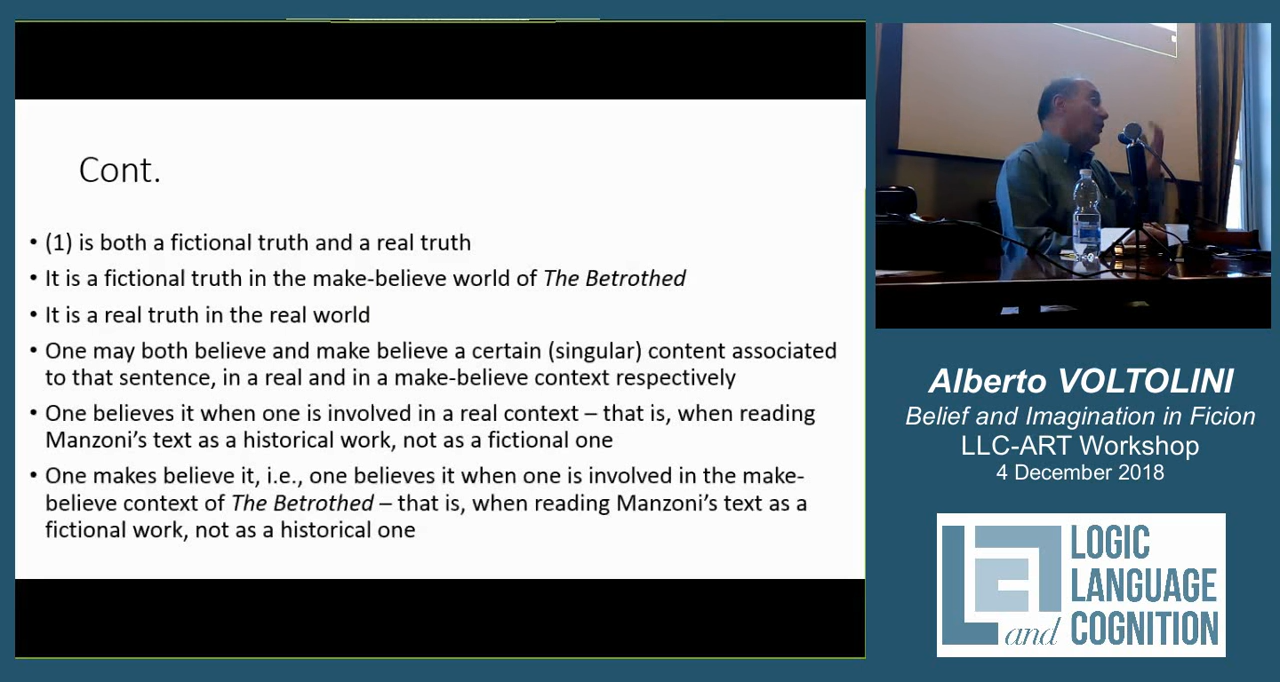 Cont.
• (1) is both a fictional truth and a real truth
• It is a fictional truth in the make-believe world of The Betrothed
• It is a real truth in the real world
• One may both believe and make believe a certain (singular) content associated
to that sentence, in a real and in a make-believe context respectively
• One believes it when one is involved in a real context – that is, when reading
Manzoni's text as a historical work, not as a fictional one
• One makes believe it, i.e., one believes it when one is involved in the make-
believe context of The Betrothed – that is, when reading Manzoni's text as a
fictional work, not as a historical one
Alberto VOLTOLINI
Belief and Imagination in Ficion
LLC-ART Workshop
4 December 2018
LOGIC
LANGUAGE
and COGNITION